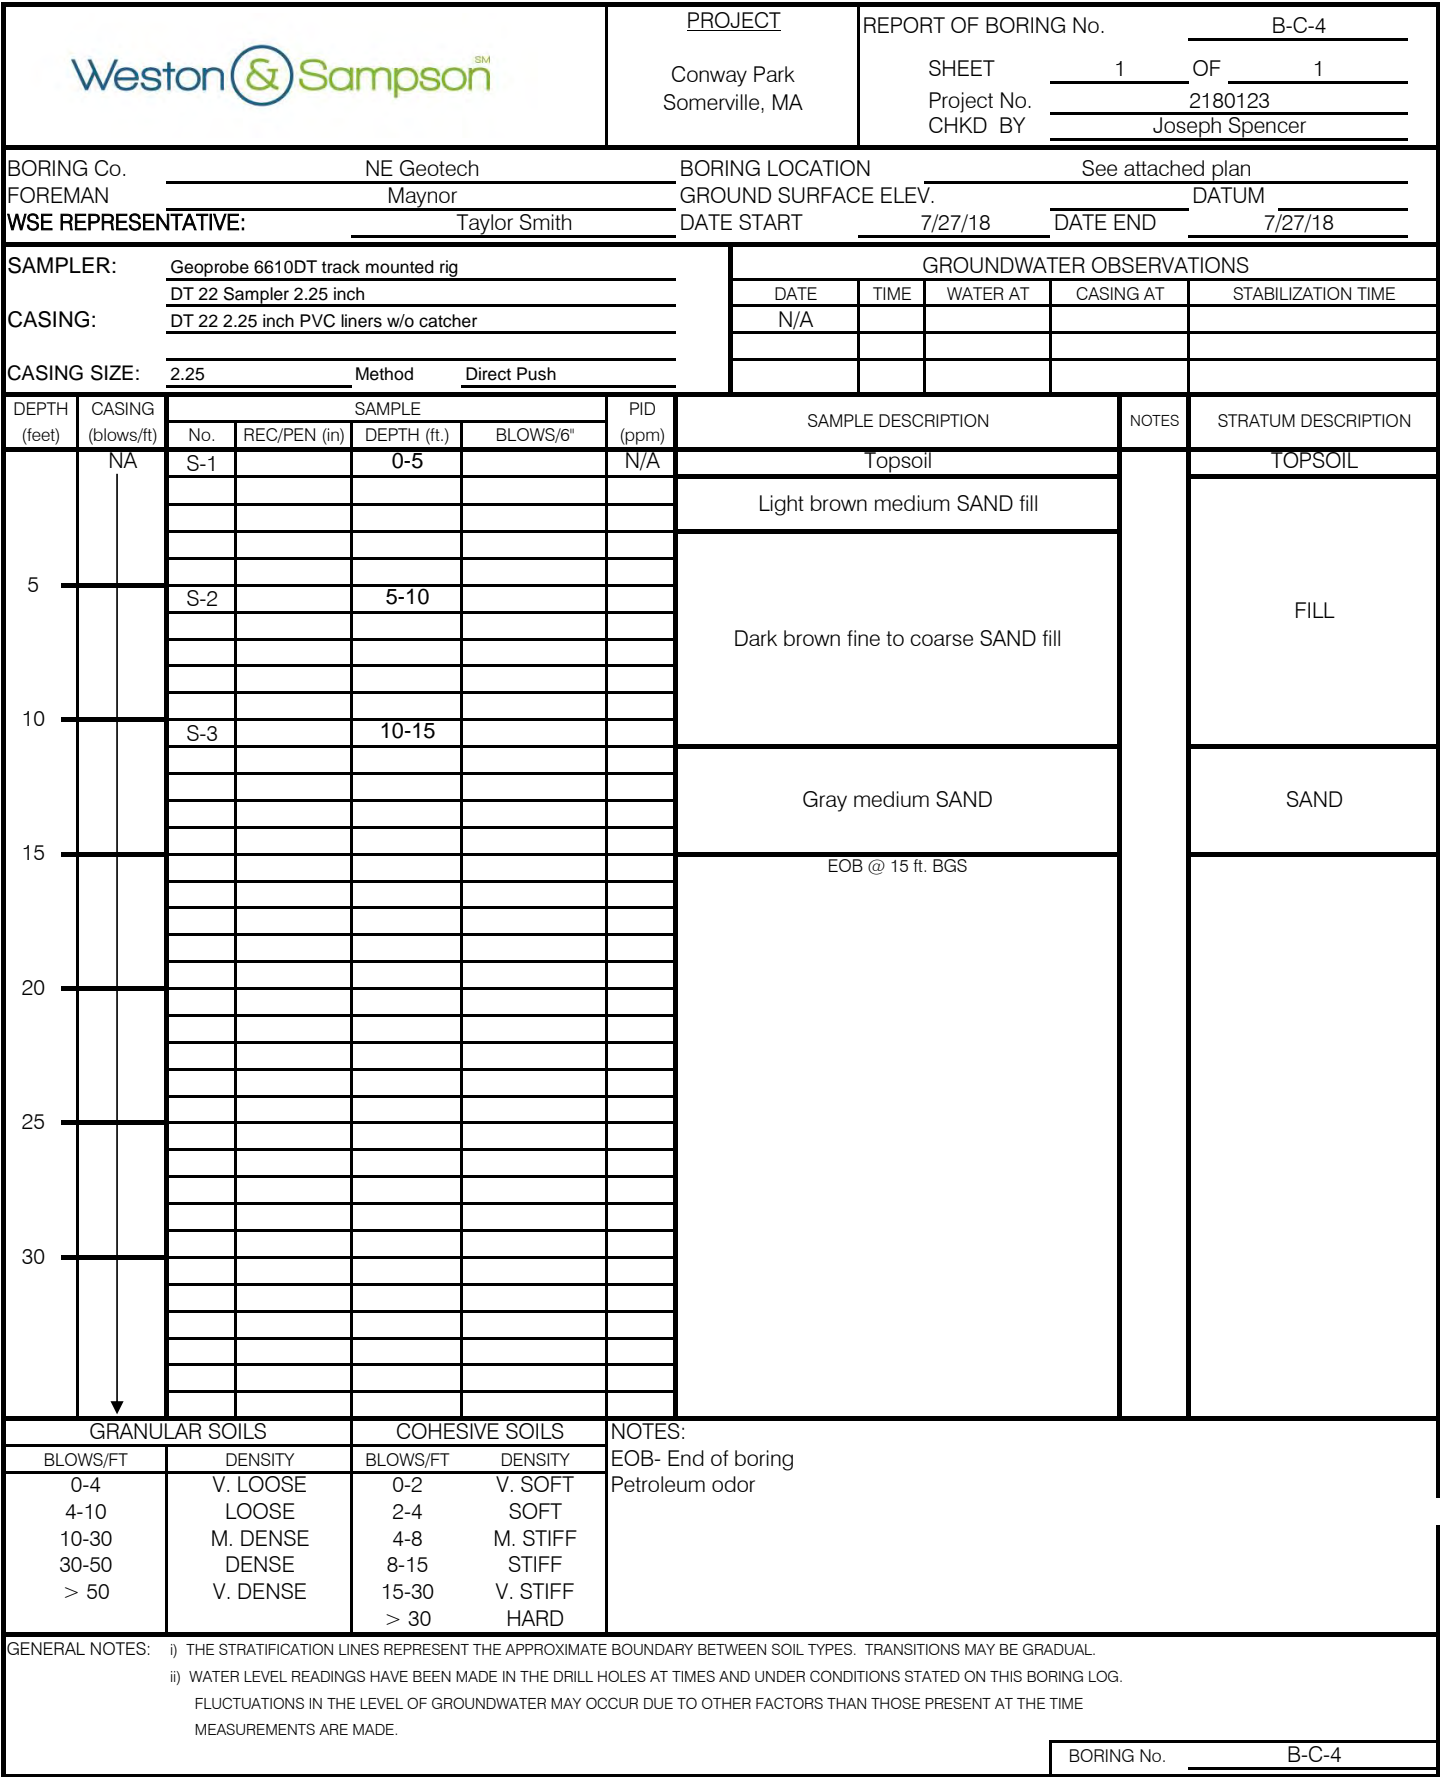 Weston & Sampson SM
PROJECT
Conway Park
Somerville, MA
REPORT OF BORING No. B-C-4
SHEET 1 OF 1
Project No. 2180123
CHKD BY Joseph Spencer
BORING Co. NE Geotech BORING LOCATION See attached plan
FOREMAN Maynor GROUND SURFACE ELEV. DATUM
WSE REPRESENTATIVE: Taylor Smith DATE START 7/27/18 DATE END 7/27/18
SAMPLER: Geoprobe 6610DT track mounted rig
DT 22 Sampler 2.25 inch
CASING: DT 22 2.25 inch PVC liners w/o catcher
CASING SIZE: 2.25 Method Direct Push
GROUNDWATER OBSERVATIONS
DATE TIME WATER AT CASING AT STABILIZATION TIME
N/A
DEPTH CASING SAMPLE PID SAMPLE DESCRIPTION NOTES STRATUM DESCRIPTION
(feet) (blows/ft) No. REC/PEN (in) DEPTH (ft.) BLOWS/6" (ppm)
NA S-1 0-5 N/A Topsoil TOPSOIL
Light brown medium SAND fill
5
S-2 5-10
FILL
Dark brown fine to coarse SAND fill
10
S-3 10-15
Gray medium SAND SAND
15
EOB @ 15 ft. BGS
20
25
30
GRANULAR SOILS COHESIVE SOILS
BLOWS/FT DENSITY BLOWS/FT DENSITY
0-4 V. LOOSE 0-2 V. SOFT
4-10 LOOSE 2-4 SOFT
10-30 M. DENSE 4-8 M. STIFF
30-50 DENSE 8-15 STIFF
> 50 V. DENSE 15-30 V. STIFF
> 30 HARD
NOTES:
EOB- End of boring
Petroleum odor
GENERAL NOTES: i) THE STRATIFICATION LINES REPRESENT THE APPROXIMATE BOUNDARY BETWEEN SOIL TYPES. TRANSITIONS MAY BE GRADUAL.
ii) WATER LEVEL READINGS HAVE BEEN MADE IN THE DRILL HOLES AT TIMES AND UNDER CONDITIONS STATED ON THIS BORING LOG.
FLUCTUATIONS IN THE LEVEL OF GROUNDWATER MAY OCCUR DUE TO OTHER FACTORS THAN THOSE PRESENT AT THE TIME
MEASUREMENTS ARE MADE.
BORING No. B-C-4